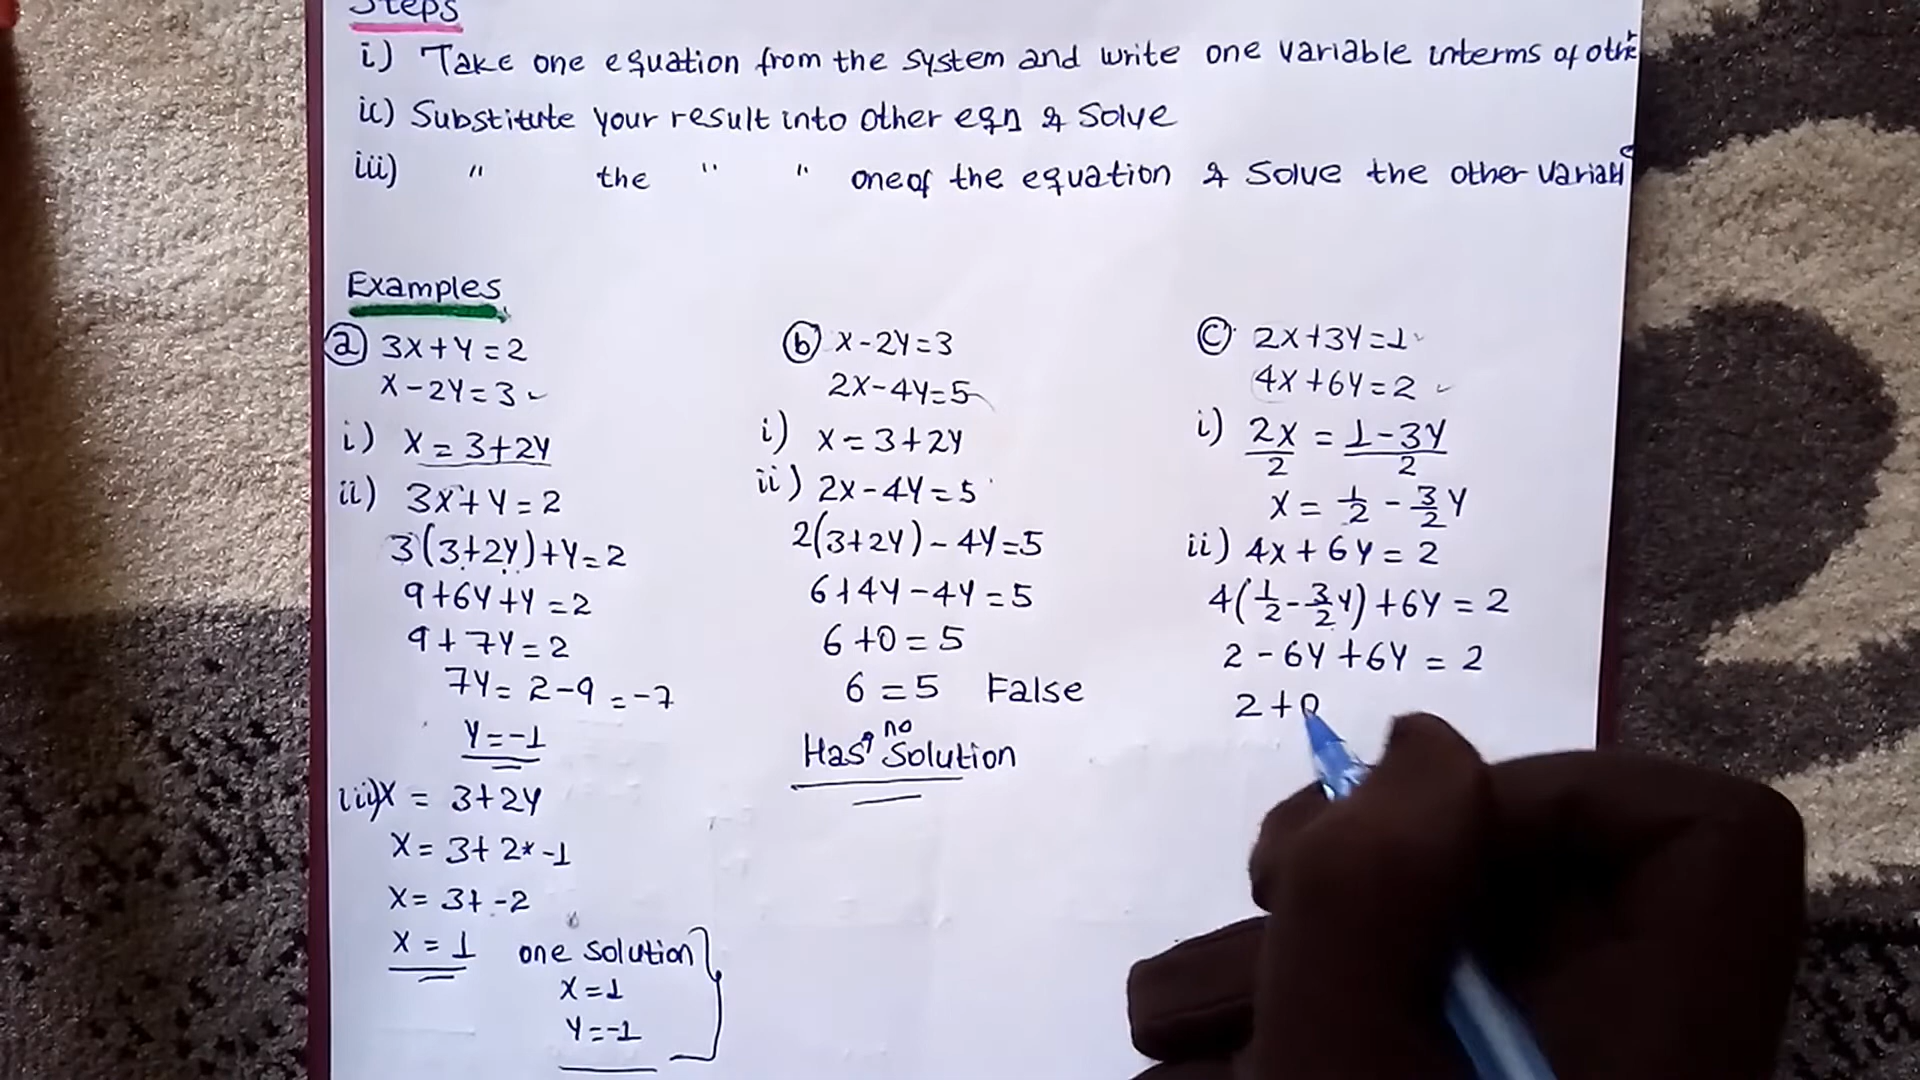 Steps
i) Take one equation from the system and write one variable interms of othr
ii) Substitute your result into other eqn & Solve
iii) " the " " one of the equation & Solve the other Variabl
Examples
ⓐ 3x+y=2
x-2y=3
i) x=3+2y
ii) 3x+y=2
3(3+2y)+y=2
9+6y+y=2
9+7y=2
7y=2-9=-7
y=-1
iii) x=3+2y
x=3+2*-1
x=3+-2
x=1 one Solution
x=1
y=-1
ⓑ x-2y=3
2x-4y=5
i) x=3+2y
ii) 2x-4y=5
2(3+2y)-4y=5
6+4y-4y=5
6+0=5
6=5 False
Has no Solution
ⓒ 2x+3y=1
4x+6y=2
i) 2x/2 = 1-3y/2
x=1/2-3/2y
ii) 4x+6y=2
4(1/2-3/2y)+6y=2
2-6y+6y=2
2+0